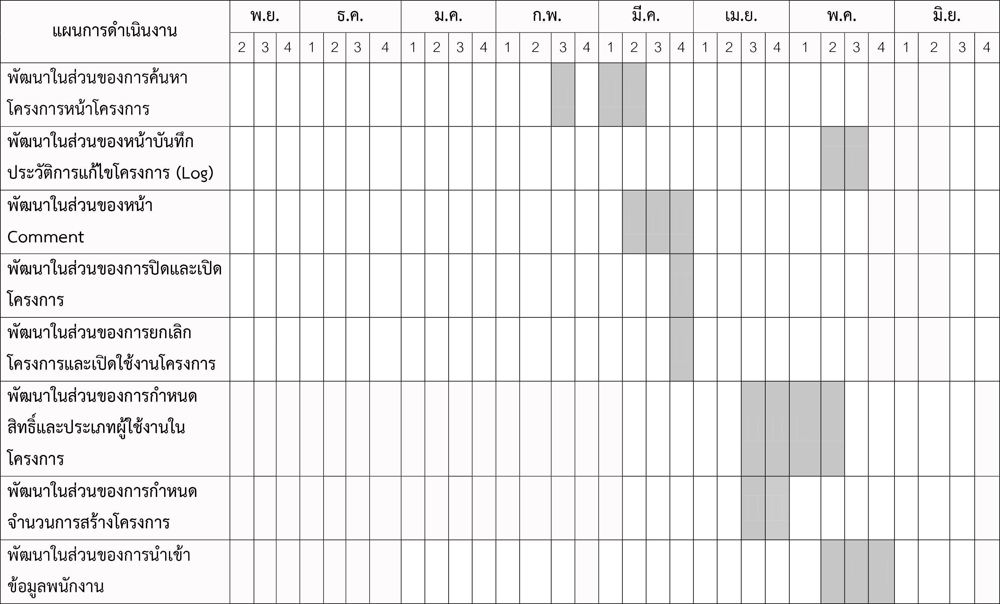 แผนการดำเนินงาน พ.ย. ธ.ค. ม.ค. ก.พ. มี.ค. เม.ย. พ.ค. มิ.ย.
2 3 4 1 2 3 4 1 2 3 4 1 2 3 4 1 2 3 4 1 2 3 4 1 2 3 4 1 2 3 4
พัฒนาในส่วนของการค้นหา
โครงการหน้าโครงการ
พัฒนาในส่วนของหน้าบันทึก
ประวัติการแก้ไขโครงการ (Log)
พัฒนาในส่วนของหน้า
Comment
พัฒนาในส่วนของการปิดและเปิด
โครงการ
พัฒนาในส่วนของการยกเลิก
โครงการและเปิดใช้งานโครงการ
พัฒนาในส่วนของการกำหนด
สิทธิ์และประเภทผู้ใช้งานใน
โครงการ
พัฒนาในส่วนของการกำหนด
จำนวนการสร้างโครงการ
พัฒนาในส่วนของการนำเข้า
ข้อมูลพนักงาน